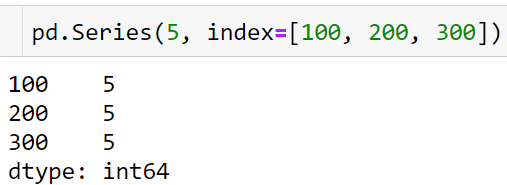 pd.Series(5, index=[100, 200, 300])
100    5
200    5
300    5
dtype: int64